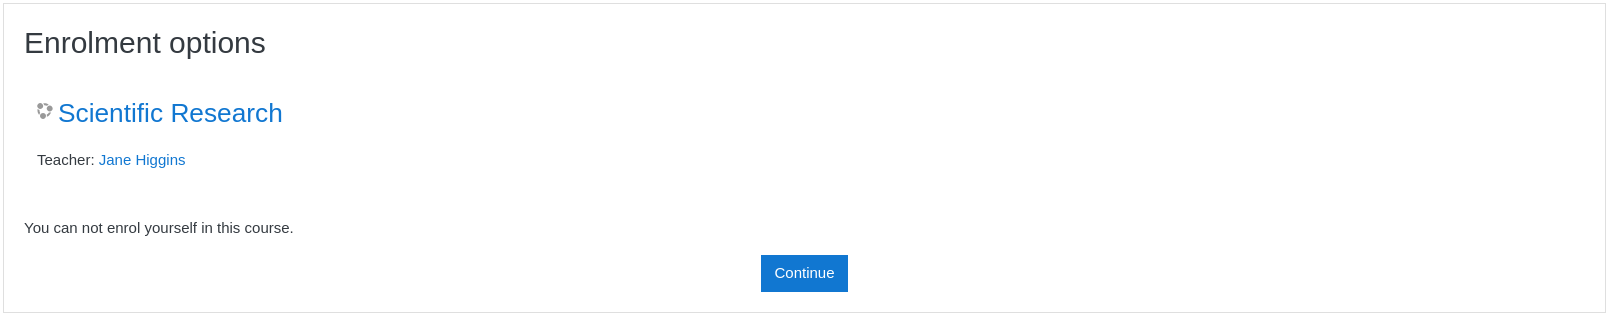 Enrolment options
Scientific Research
Teacher: Jane Higgins
You can not enrol yourself in this course.
Continue